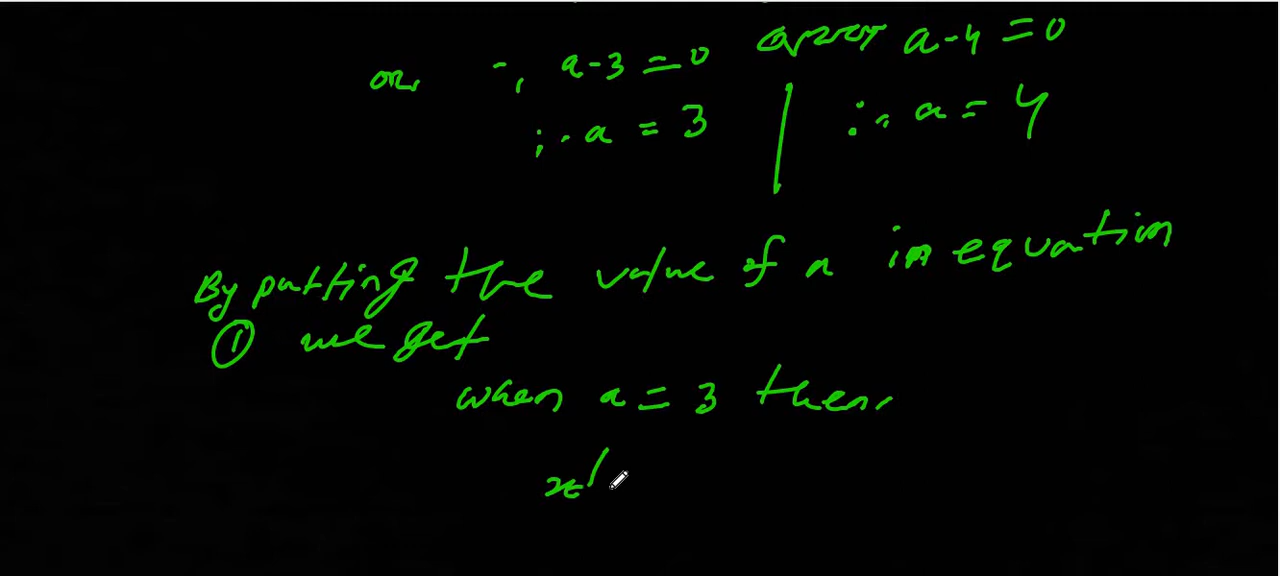 or, ∵, a-3=0 a-4=0
∴ a = 3 ∴ a = 4
By putting the value of a in equation
① we get
when a = 3 then,
x